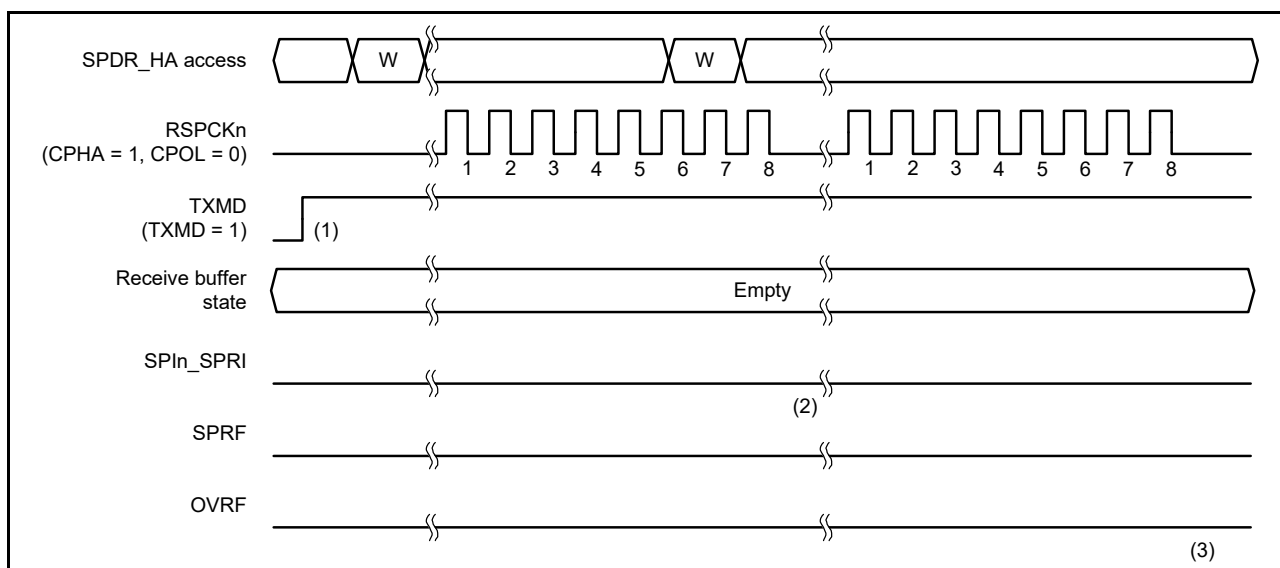 SPDR_HA access
W
W
RSPCKn
(CPHA = 1, CPOL = 0)
1 2 3 4 5 6 7 8
1 2 3 4 5 6 7 8
TXMD
(TXMD = 1)
(1)
Receive buffer
state
Empty
SPIn_SPRI
(2)
SPRF
OVRF
(3)